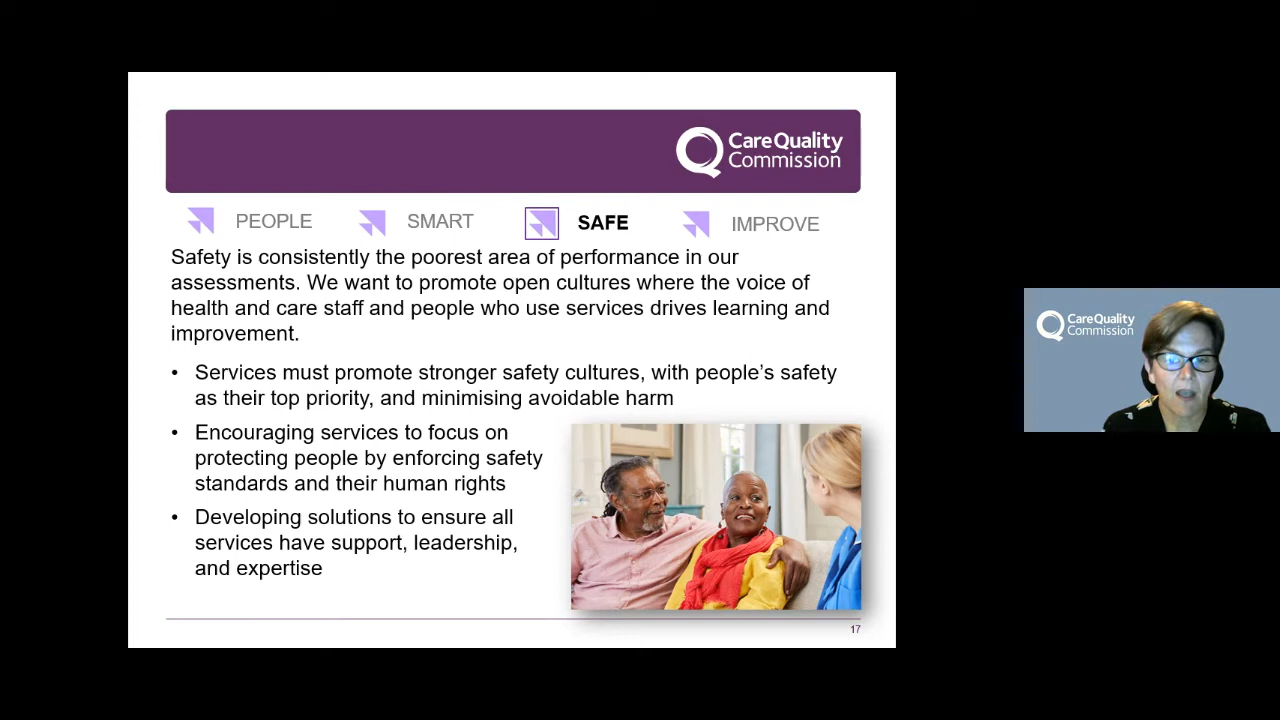 CareQuality
Commission
PEOPLE
SMART
SAFE
IMPROVE
Safety is consistently the poorest area of performance in our
assessments. We want to promote open cultures where the voice of
health and care staff and people who use services drives learning and
improvement.
• Services must promote stronger safety cultures, with people’s safety
as their top priority, and minimising avoidable harm
• Encouraging services to focus on
protecting people by enforcing safety
standards and their human rights
• Developing solutions to ensure all
services have support, leadership,
and expertise
17
CareQuality
Commission